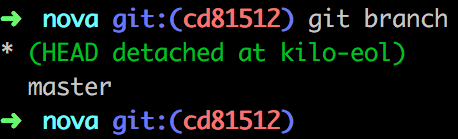 ➜ nova git:(cd81512) git branch
* (HEAD detached at kilo-eol)
master
➜ nova git:(cd81512)